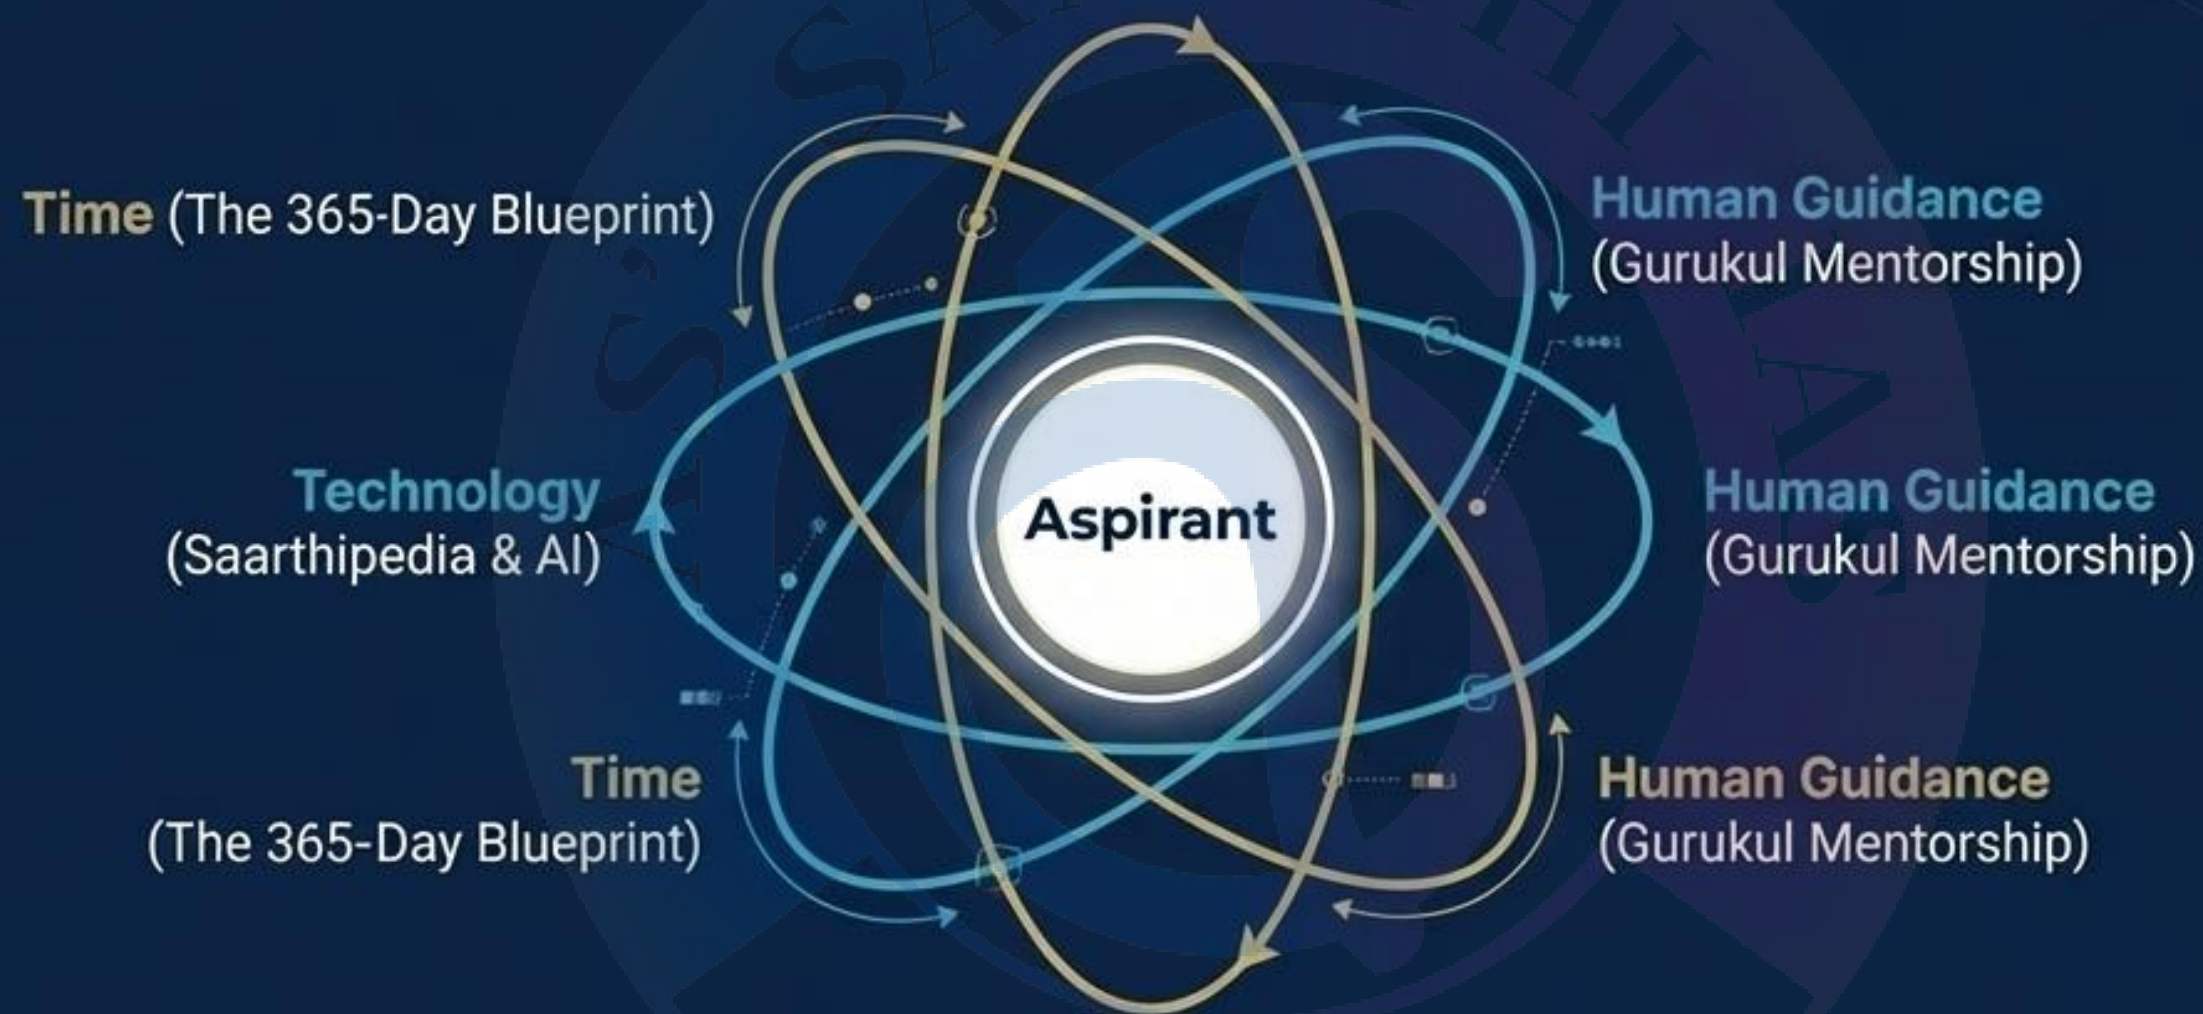 Time (The 365-Day Blueprint)
Human Guidance
(Gurukul Mentorship)
Technology
(Saarthipedia & AI)
Aspirant
Human Guidance
(Gurukul Mentorship)
Time
(The 365-Day Blueprint)
Human Guidance
(Gurukul Mentorship)